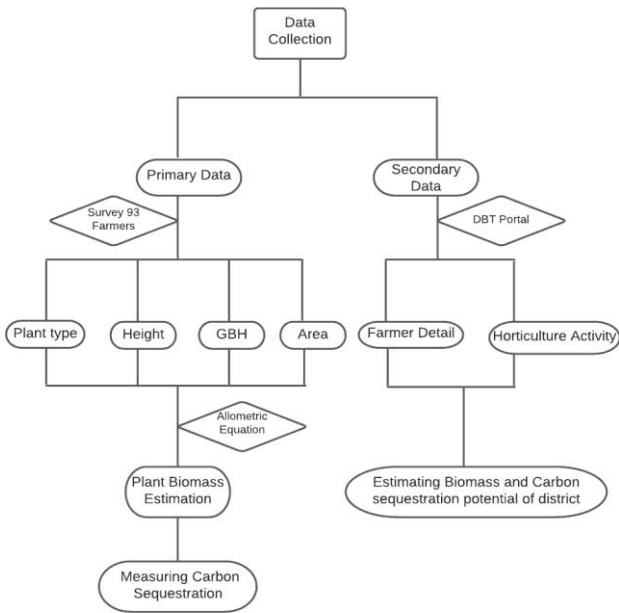 Data
Collection
Primary Data
Secondary
Data
Survey 93
Farmers
DBT Portal
Plant type
Height
GBH
Area
Farmer Detail
Horticulture Activity
Allometric
Equation
Plant Biomass
Estimation
Estimating Biomass and Carbon
sequestration potential of district
Measuring Carbon
Sequestration